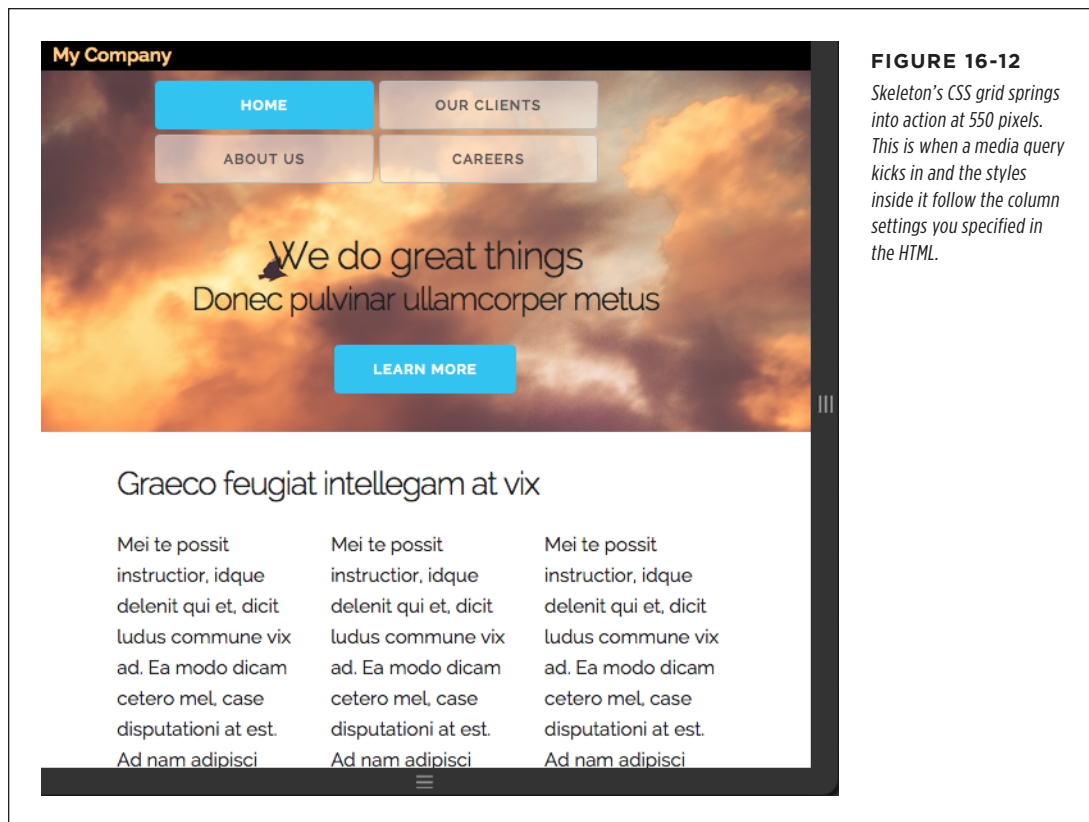 My Company
HOME
OUR CLIENTS
ABOUT US
CAREERS
We do great things
Donec pulvinar ullamcorper metus
LEARN MORE
Graeco feugiat intellegam at vix
Mei te possit
instructior, idque
delenit qui et, dicit
ludus commune vix
ad. Ea modo dicam
cetero mel, case
disputationi at est.
Ad nam adipisci
Mei te possit
instructior, idque
delenit qui et, dicit
ludus commune vix
ad. Ea modo dicam
cetero mel, case
disputationi at est.
Ad nam adipisci
Mei te possit
instructior, idque
delenit qui et, dicit
ludus commune vix
ad. Ea modo dicam
cetero mel, case
disputationi at est.
Ad nam adipisci
FIGURE 16-12
Skeleton's CSS grid springs
into action at 550 pixels.
This is when a media query
kicks in and the styles
inside it follow the column
settings you specified in
the HTML.